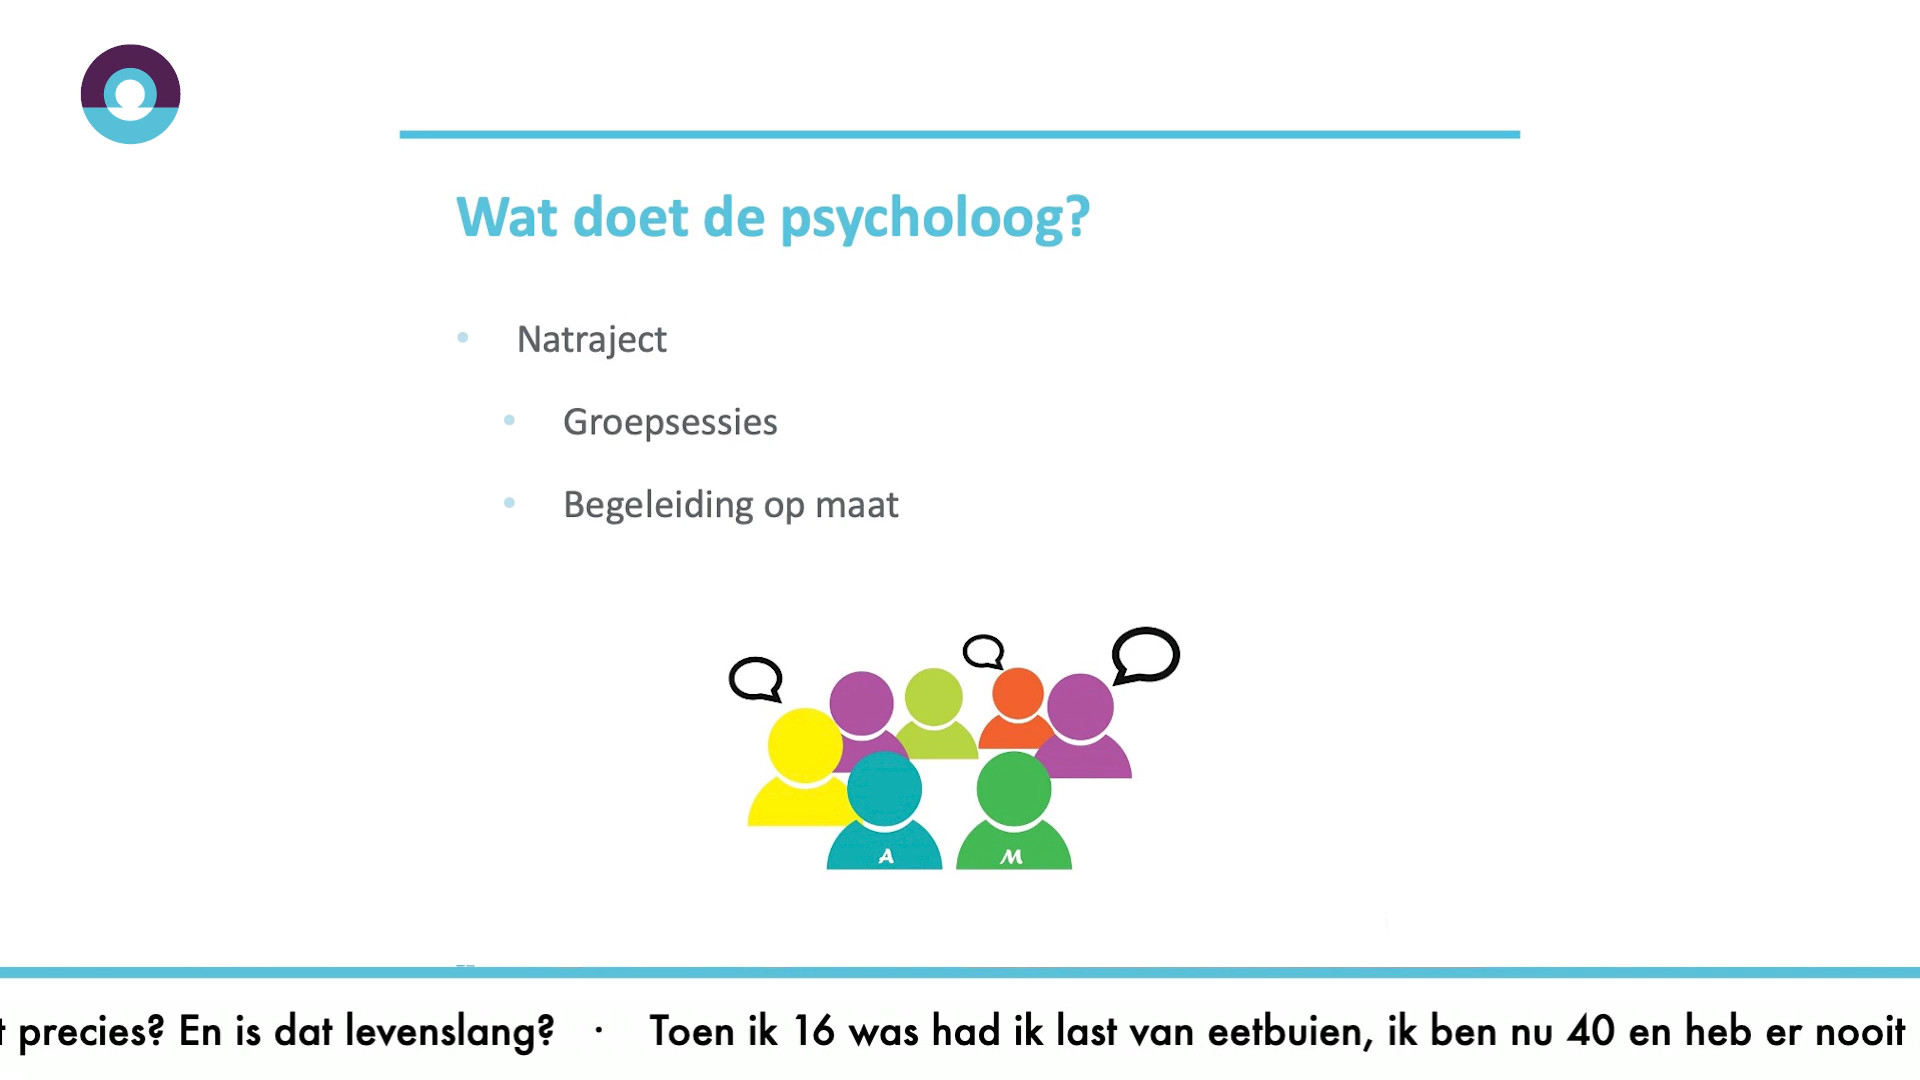 Wat doet de psycholoog?
• Natraject
• Groepsessies
• Begeleiding op maat
A M
precies? En is dat levenslang? · Toen ik 16 was had ik last van eetbuien, ik ben nu 40 en heb er nooit